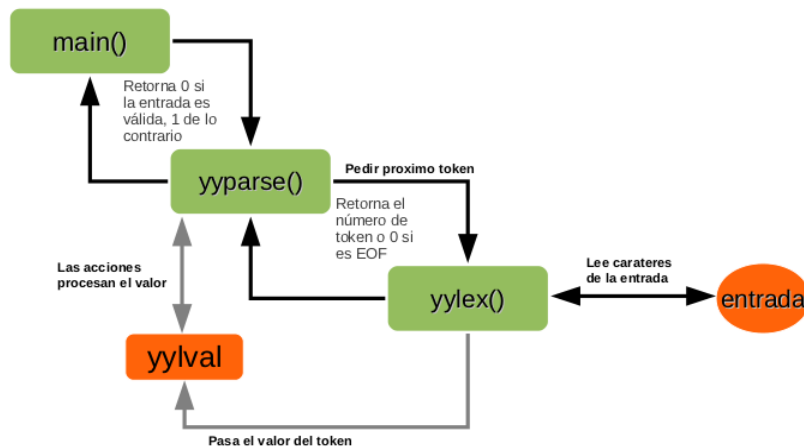 main()
Retorna 0 si
la entrada es
válida, 1 de lo
contrario
yyparse()
Pedir proximo token
Retorna el
número de
token o 0 si
es EOF
Las acciones
procesan el valor
yylex()
Lee carateres
de la entrada
entrada
yylval
Pasa el valor del token